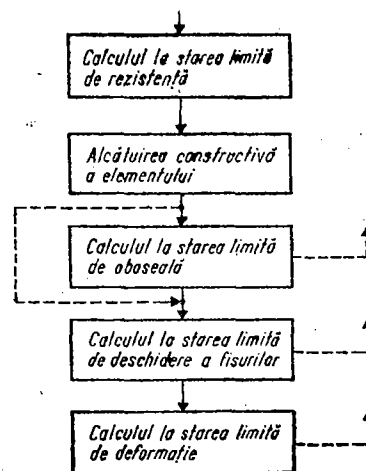 Calculul la starea limită
de rezistență
Alcătuirea constructivă
a elementului
Calculul la starea limită
de oboseală
Calculul la starea limită
de deschidere a fisurilor
Calculul la starea limită
de deformație